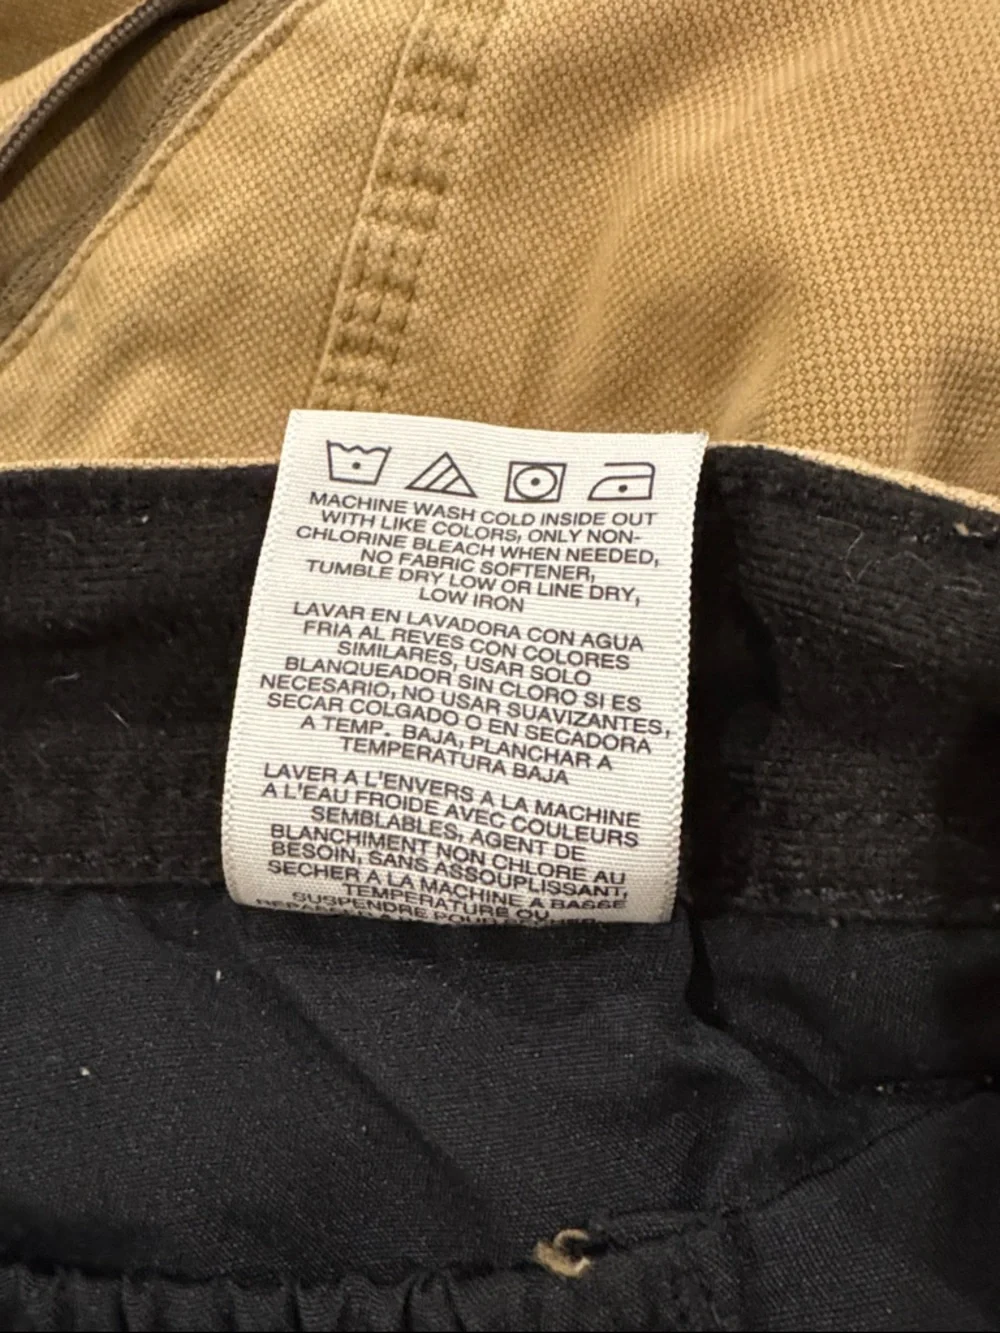 MACHINE WASH COLD INSIDE OUT
WITH LIKE COLORS, ONLY NON-
CHLORINE BLEACH WHEN NEEDED,
NO FABRIC SOFTENER,
TUMBLE DRY LOW OR LINE DRY,
LOW IRON
LAVAR EN LAVADORA CON AGUA
FRIA AL REVES CON COLORES
SIMILARES, USAR SOLO
BLANQUEADOR SIN CLORO SI ES
NECESARIO, NO USAR SUAVIZANTES,
SECAR COLGADO O EN SECADORA
A TEMP. BAJA, PLANCHAR A
TEMPERATURA BAJA
LAVER A L'ENVERS A LA MACHINE
A L'EAU FROIDE AVEC COULEURS
SEMBLABLES, AGENT DE
BLANCHIMENT NON CHLORE AU
BESOIN, SANS ASSOUPLISSANT,
SECHER A LA MACHINE A BASSE
TEMPERATURE OU
SUSPENDRE POUR